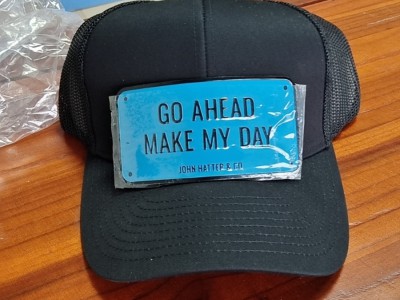 GO AHEAD
MAKE MY DAY
JOHN HATTER & CO